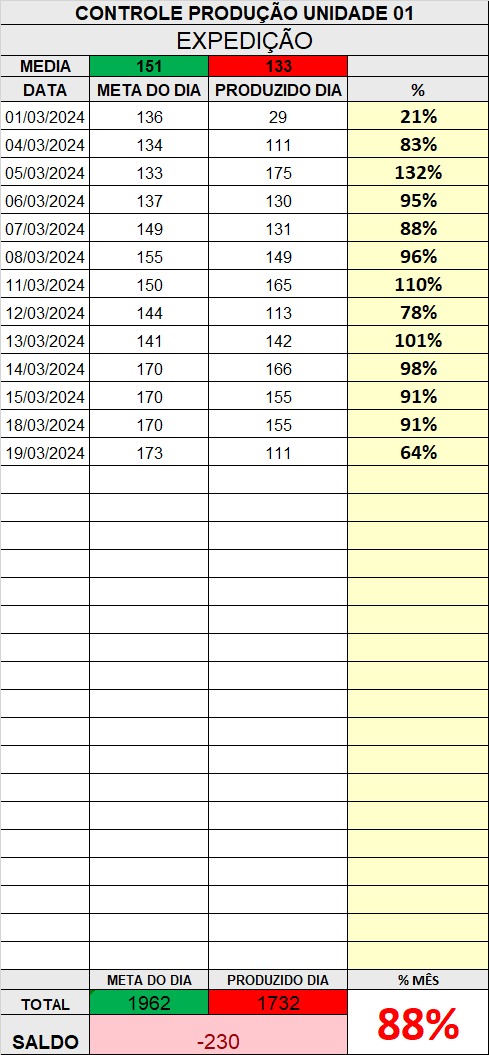 CONTROLE PRODUÇÃO UNIDADE 01
EXPEDIÇÃO
MEDIA 151 133
DATA META DO DIA PRODUZIDO DIA %
01/03/2024 136 29 21%
04/03/2024 134 111 83%
05/03/2024 133 175 132%
06/03/2024 137 130 95%
07/03/2024 149 131 88%
08/03/2024 155 149 96%
11/03/2024 150 165 110%
12/03/2024 144 113 78%
13/03/2024 141 142 101%
14/03/2024 170 166 98%
15/03/2024 170 155 91%
18/03/2024 170 155 91%
19/03/2024 173 111 64%
META DO DIA PRODUZIDO DIA % MÊS
TOTAL 1962 1732 88%
SALDO -230